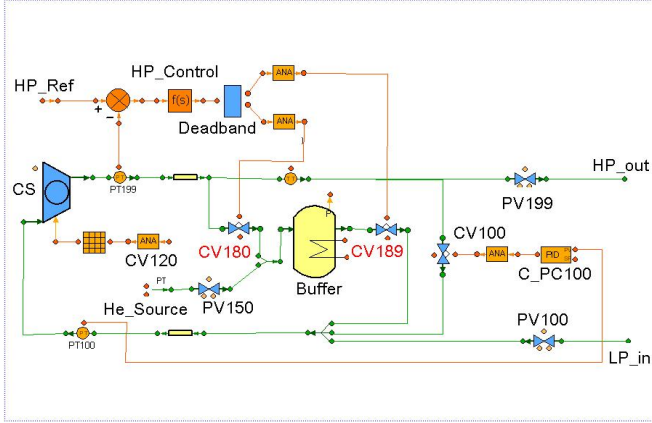 HP_Ref
HP_Control
+
−
f(s)
ANA
ANA
Deadband
CS
PT
PT199
HP_out
PV199
CV120
ANA
CV180
P
CV189
CV100
ANA
PID
C_PC100
Buffer
He_Source
PT
PV150
PV100
PT100
LP_in